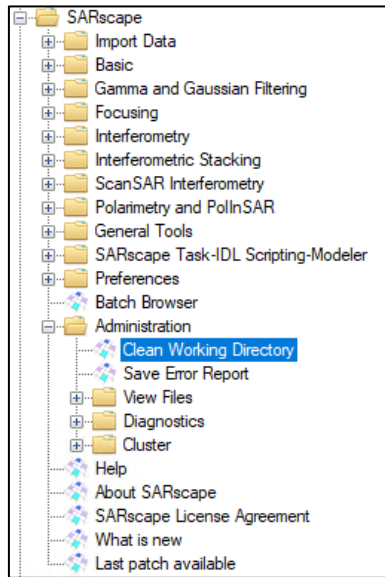 SARscape
Import Data
Basic
Gamma and Gaussian Filtering
Focusing
Interferometry
Interferometric Stacking
ScanSAR Interferometry
Polarimetry and PolInSAR
General Tools
SARscape Task-IDL Scripting-Modeler
Preferences
Batch Browser
Administration
Clean Working Directory
Save Error Report
View Files
Diagnostics
Cluster
Help
About SARscape
SARscape License Agreement
What is new
Last patch available